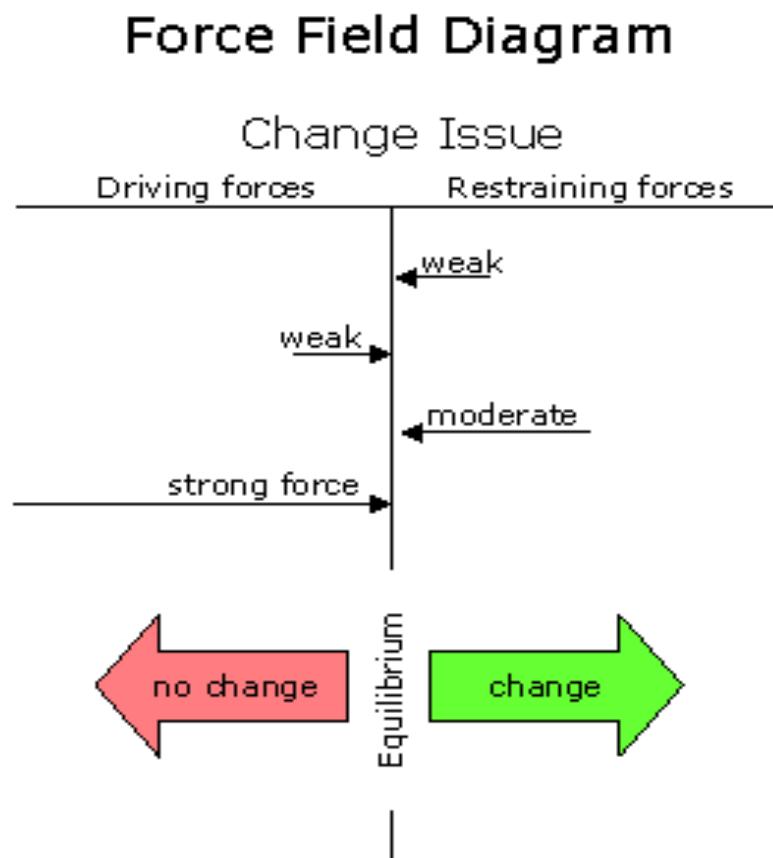 Force Field Diagram
Change Issue
Driving forces
Restraining forces
weak
weak
moderate
strong force
no change
Equilibrium
change